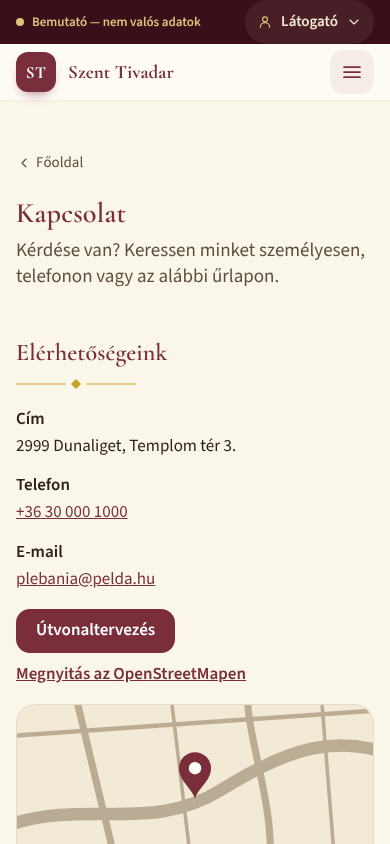 Bemutató — nem valós adatok
Látogató
ST
Szent Tivadar
Főoldal
Kapcsolat
Kérdése van? Keressen minket személyesen,
telefonon vagy az alábbi űrlapon.
Elérhetőségeink
Cím
2999 Dunaliget, Templom tér 3.
Telefon
+36 30 000 1000
E-mail
plebania@pelda.hu
Útvonaltervezés
Megnyitás az OpenStreetMapen